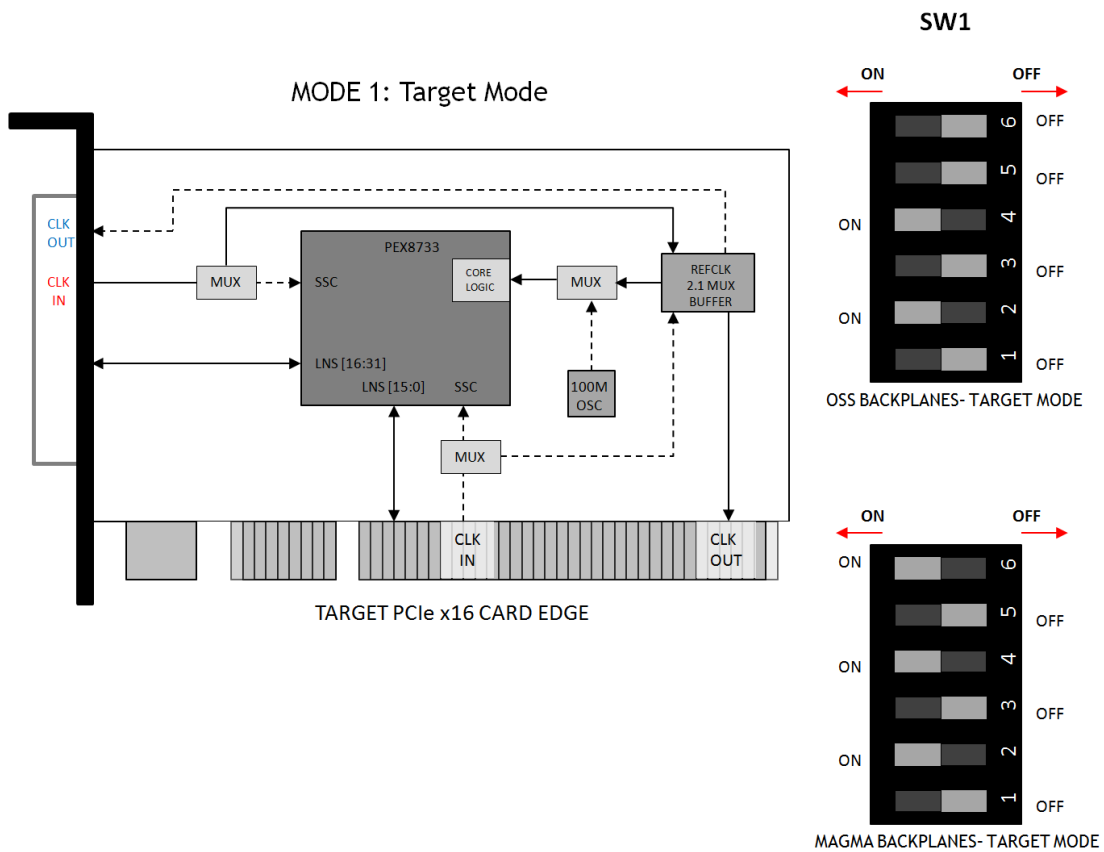 SW1
ON
OFF
MODE 1: Target Mode
CLK
OUT
CLK
IN
MUX
PEX8733
SSC
CORE
LOGIC
MUX
REFCLK
2.1 MUX
BUFFER
LNS [16:31]
LNS [15:0]
SSC
100M
OSC
MUX
CLK
IN
CLK
OUT
TARGET PCIe x16 CARD EDGE
6 OFF
5 OFF
ON 4
3 OFF
ON 2
1 OFF
OSS BACKPLANES- TARGET MODE
ON
OFF
ON 6
5 OFF
ON 4
3 OFF
ON 2
1 OFF
MAGMA BACKPLANES- TARGET MODE